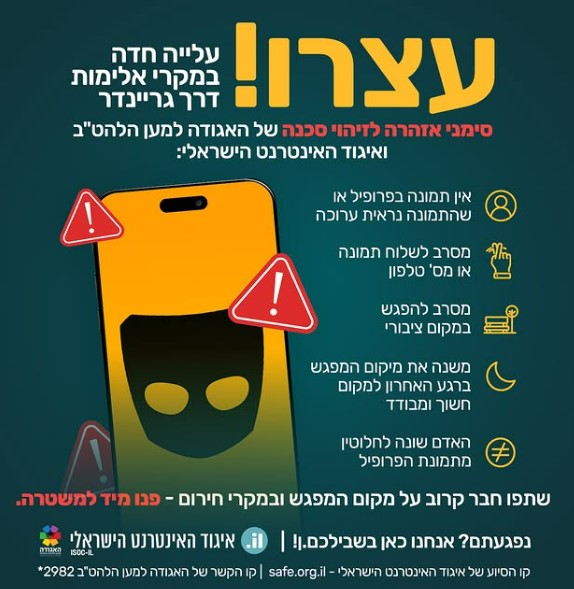 עצרו!
עלייה חדה
במקרי אלימות
דרך גריינדר
סימני אזהרה לזיהוי סכנה של האגודה למען הלהט"ב
ואיגוד האינטרנט הישראלי:
אין תמונה בפרופיל או
שהתמונה נראית ערוכה
מסרב לשלוח תמונה
או מס' טלפון
מסרב להפגש
במקום ציבורי
משנה את מיקום המפגש
ברגע האחרון למקום
חשוך ומבודד
האדם שונה לחלוטין
מתמונת הפרופיל
שתפו חבר קרוב על מקום המפגש ובמקרי חירום - פנו מיד למשטרה.
נפגעתם? אנחנו כאן בשבילכם.ן! | .il איגוד האינטרנט הישראלי
ISOC-IL
האגודה
קו הסיוע של איגוד האינטרנט הישראלי - safe.org.il | קו הקשר של האגודה למען הלהט"ב 2982*